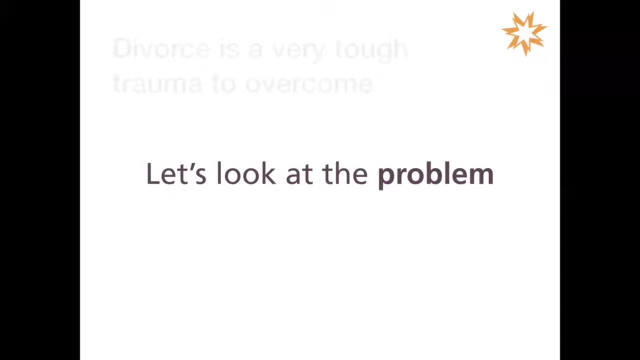 Divorce is a very tough
trauma to overcome
Let's look at the problem